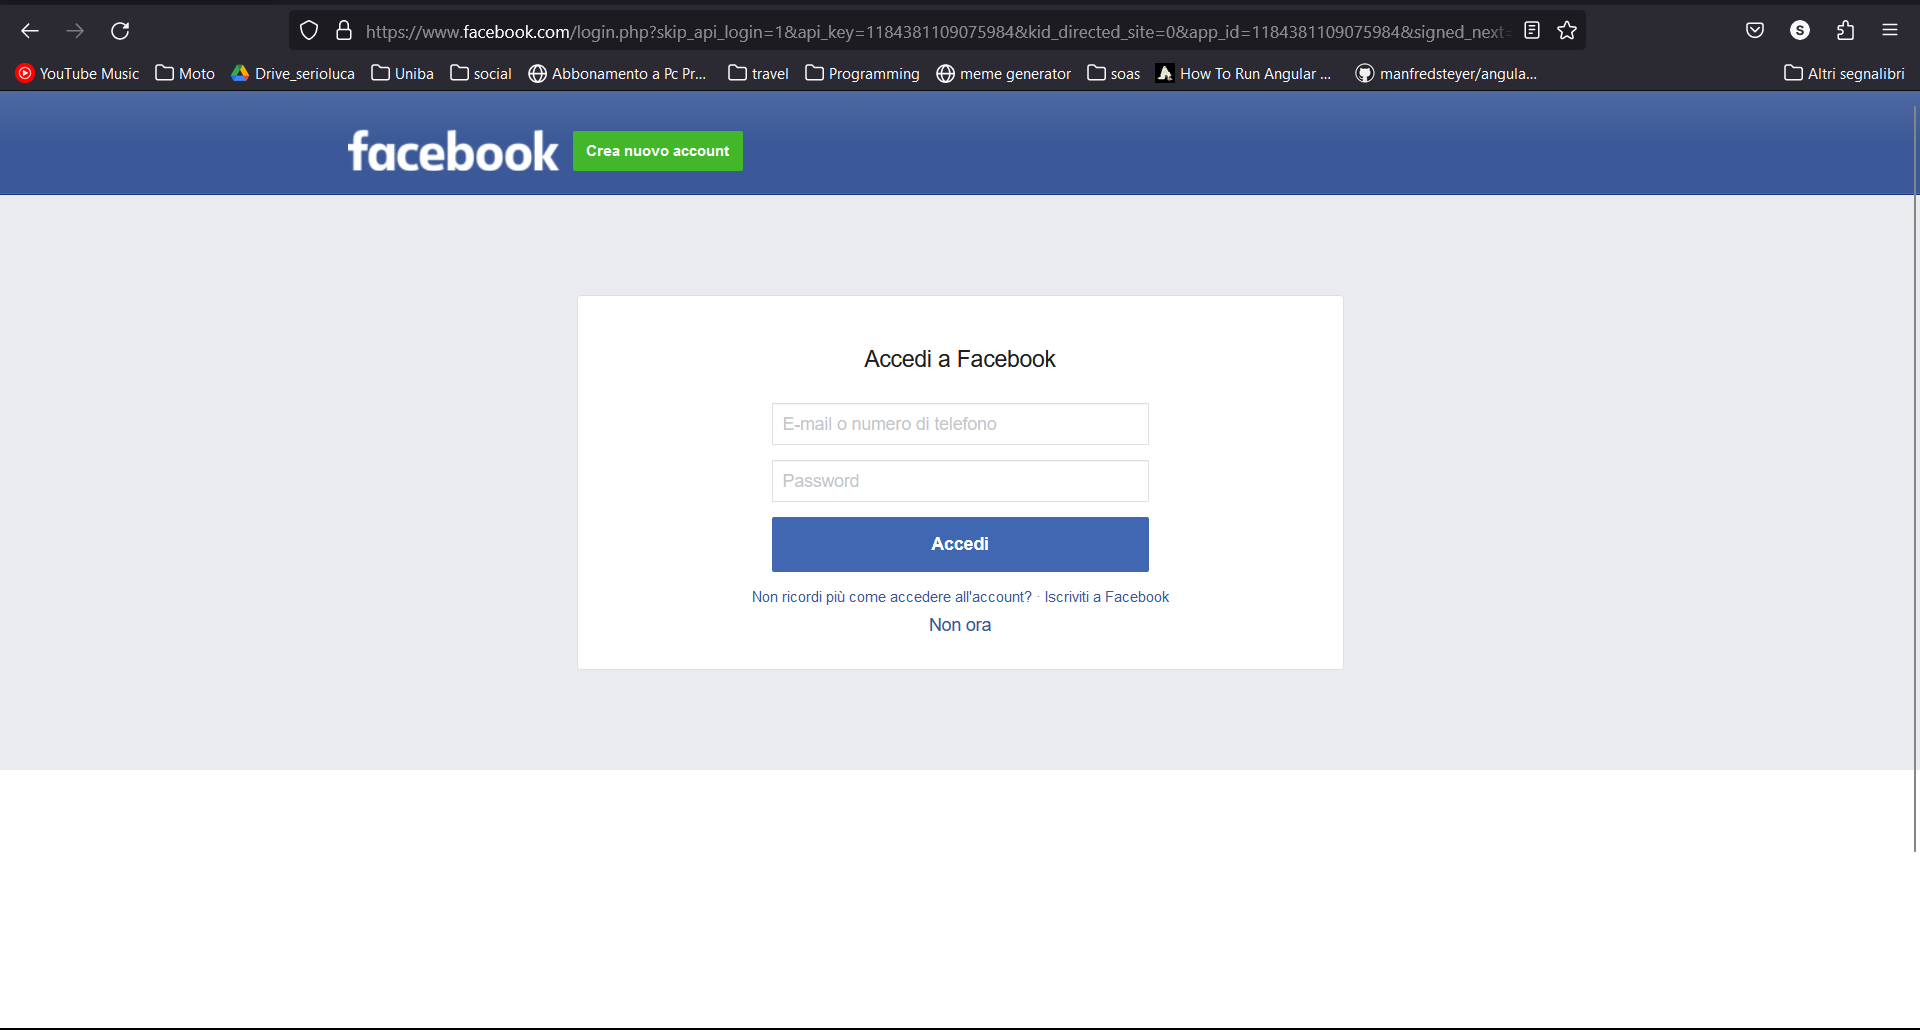 https://www.facebook.com/login.php?skip_api_login=1&api_key=1184381109075984&kid_directed_site=0&app_id=1184381109075984&signed_next=
S
YouTube Music Moto Drive_serioluca Uniba social Abbonamento a Pc Pr... travel Programming meme generator soas How To Run Angular ... manfredsteyer/angula... Altri segnalibri
facebook Crea nuovo account
Accedi a Facebook
E-mail o numero di telefono
Password
Accedi
Non ricordi più come accedere all'account? · Iscriviti a Facebook
Non ora